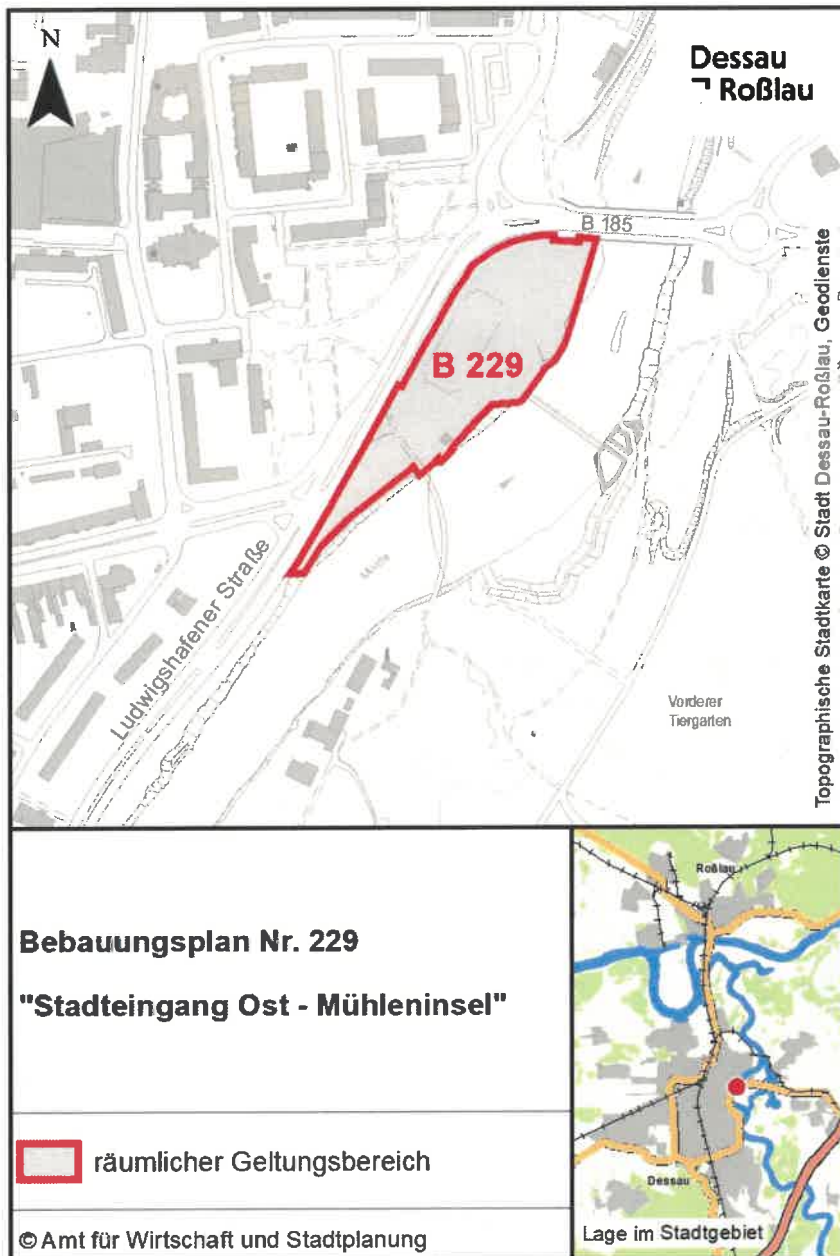 N
Dessau
Roßlau
B 185
B 229
Ludwigshafener Straße
Mulde
Vorderer
Tiergarten
Topographische Stadtkarte © Stadt Dessau-Roßlau, Geodienste
Bebauungsplan Nr. 229
"Stadteingang Ost - Mühleninsel"
räumlicher Geltungsbereich
© Amt für Wirtschaft und Stadtplanung
Roßlau
Dessau
Lage im Stadtgebiet